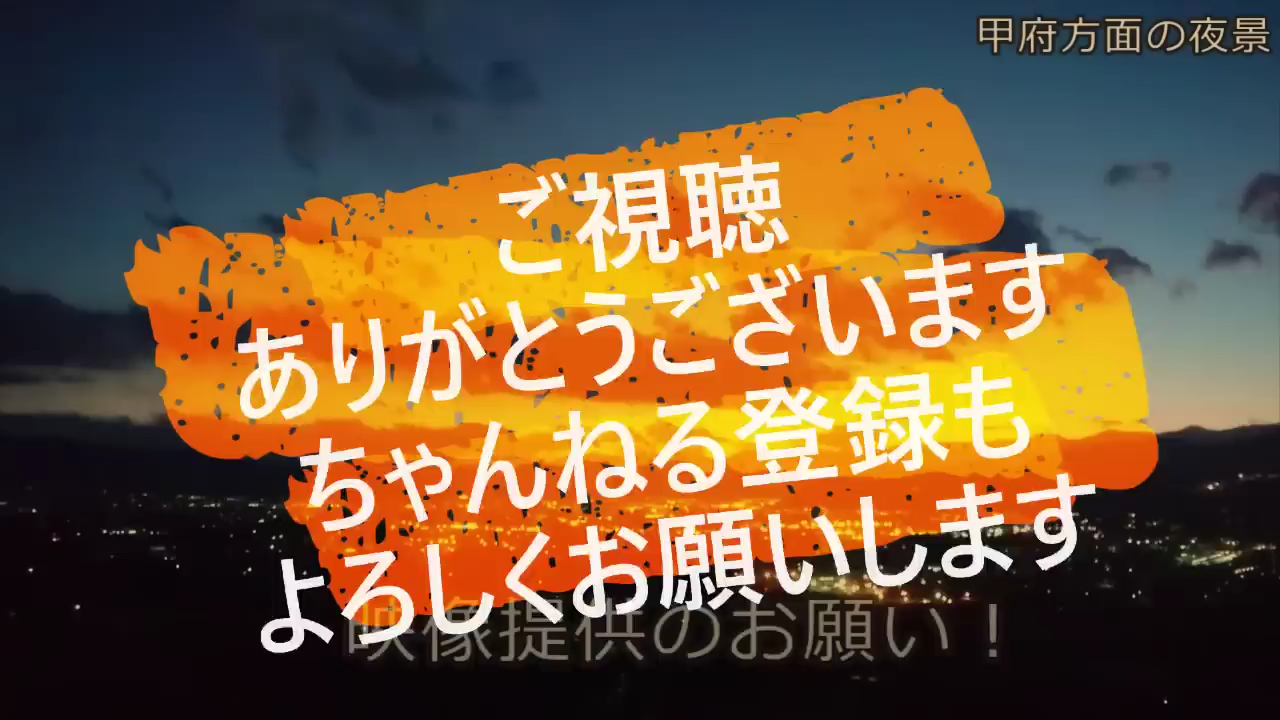 甲府方面の夜景
ご視聴
ありがとうございます
ちゃんねる登録も
よろしくお願いします
映像提供のお願い！